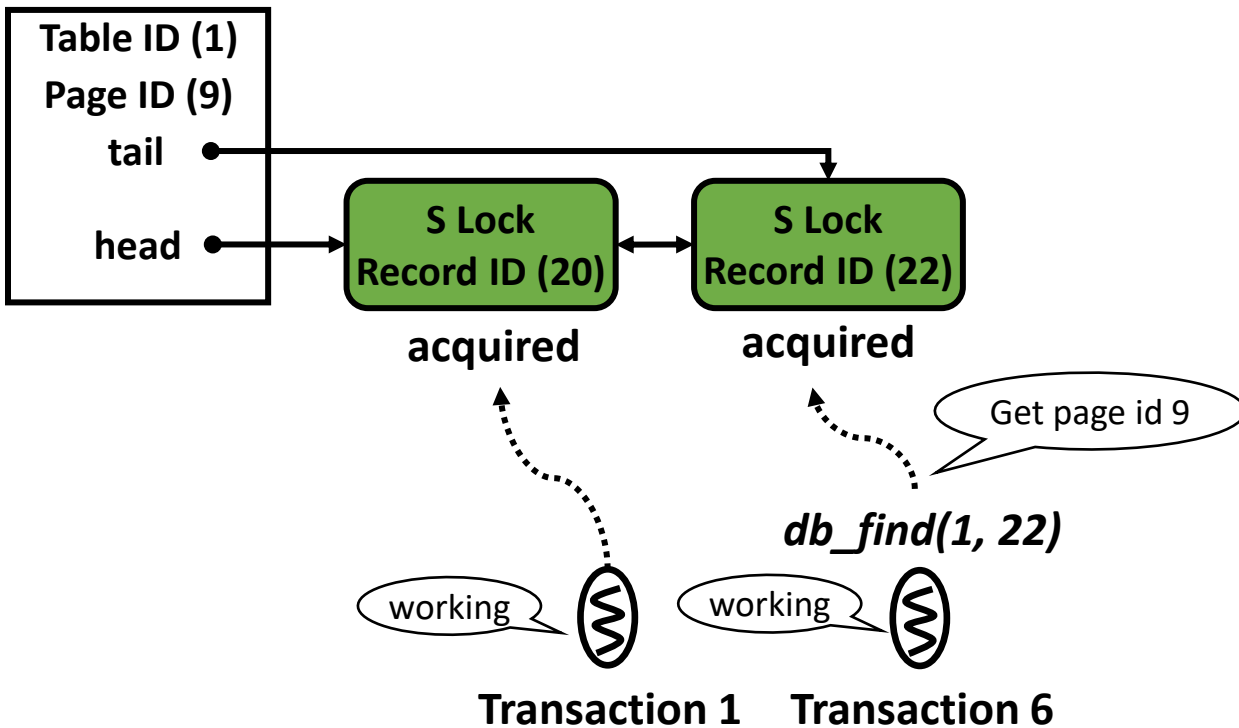 Table ID (1)
Page ID (9)
tail
head
S Lock
Record ID (20)
S Lock
Record ID (22)
acquired
acquired
Get page id 9
db_find(1, 22)
working
working
Transaction 1
Transaction 6